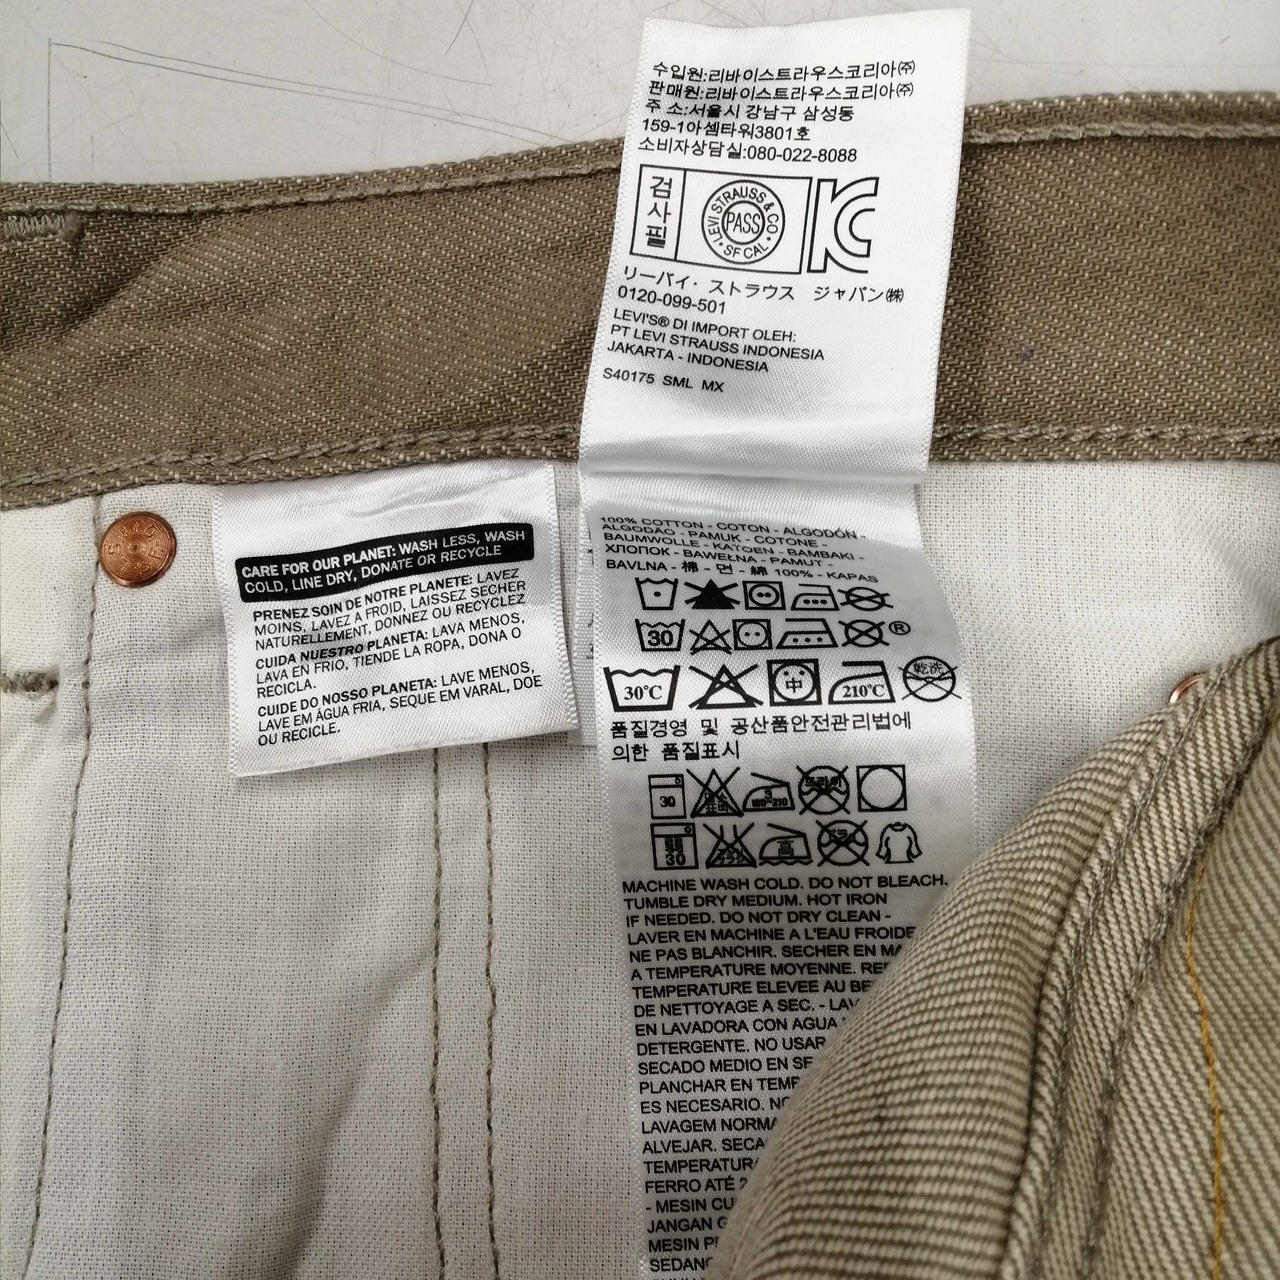 수입원:리바이스트라우스코리아㈜
판매원:리바이스트라우스코리아㈜
주 소:서울시 강남구 삼성동
159-1아셈타워3801호
소비자상담실:080-022-8088
검
사
필
LEVI STRAUSS & CO
PASS
SF CAL
リーバイ・ストラウス ジャパン㈱
0120-099-501
LEVI'S® DI IMPORT OLEH:
PT LEVI STRAUSS INDONESIA
JAKARTA - INDONESIA
S40175 SML MX
CARE FOR OUR PLANET: WASH LESS, WASH
COLD, LINE DRY, DONATE OR RECYCLE
PRENEZ SOIN DE NOTRE PLANETE: LAVEZ
MOINS, LAVEZ A FROID, LAISSEZ SECHER
NATURELLEMENT, DONNEZ OU RECYCLEZ
CUIDA NUESTRO PLANETA: LAVA MENOS,
LAVA EN FRIO, TIENDE LA ROPA, DONA O
RECICLA.
CUIDE DO NOSSO PLANETA: LAVE MENOS,
LAVE EM ÁGUA FRIA, SEQUE EM VARAL, DOE
OU RECICLE.
100% COTTON - COTON - ALGODÓN -
ALGODÃO - PAMUK - COTONE -
BAUMWOLLE - KATOEN - BAMBAKI -
ХЛОПОК - BAWEŁNA - PAMUT -
BAVLNA - 棉 - 면 - 綿 100% - KAPAS
30 ®
30℃ 中 210℃ 乾洗
품질경영 및 공산품안전관리법에
의한 품질표시
30
30 高
MACHINE WASH COLD. DO NOT BLEACH.
TUMBLE DRY MEDIUM. HOT IRON
IF NEEDED. DO NOT DRY CLEAN -
LAVER EN MACHINE A L'EAU FROIDE
NE PAS BLANCHIR. SECHER EN MA
A TEMPERATURE MOYENNE. REP
TEMPERATURE ELEVEE AU BE
DE NETTOYAGE A SEC. - LAV
EN LAVADORA CON AGUA
DETERGENTE. NO USAR
SECADO MEDIO EN SE
PLANCHAR EN TEMP
ES NECESARIO. NO
LAVAGEM NORMA
ALVEJAR. SECA
TEMPERATURA
FERRO ATÉ 2
- MESIN CU
JANGAN G
MESIN P
SEDANG